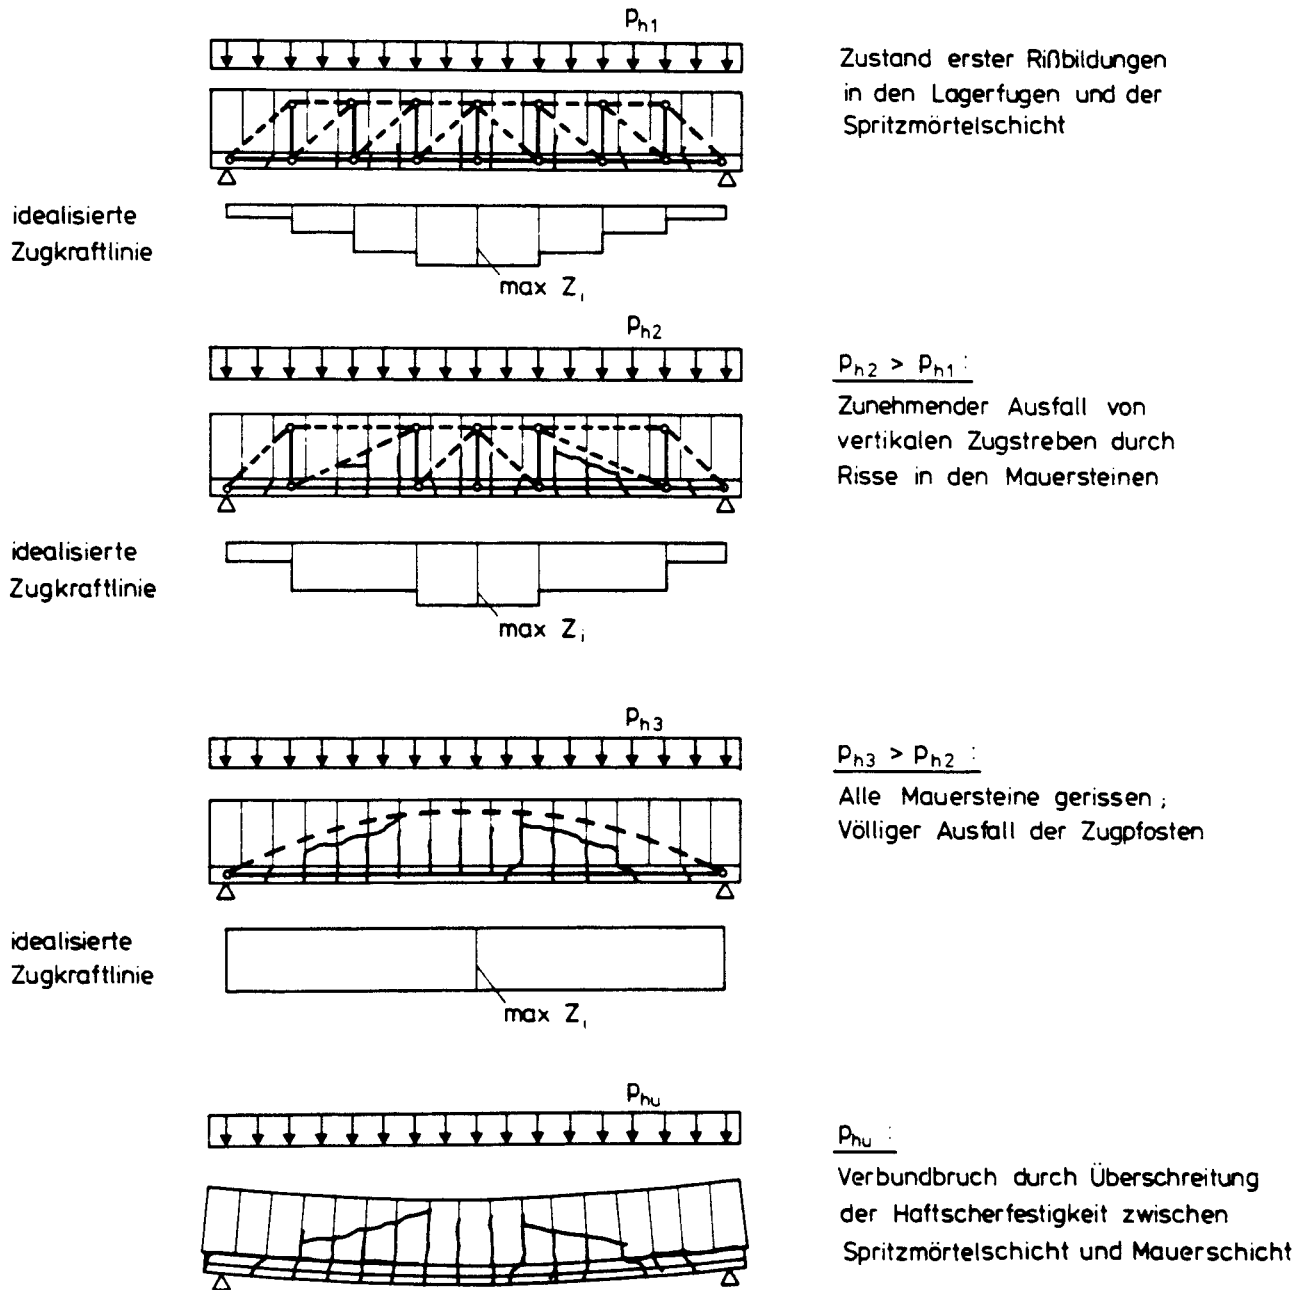 p_h1
Zustand erster Rißbildungen
in den Lagerfugen und der
Spritzmörtelschicht
idealisierte
Zugkraftlinie
max Z_i
p_h2
p_h2 > p_h1 :
Zunehmender Ausfall von
vertikalen Zugstreben durch
Risse in den Mauersteinen
idealisierte
Zugkraftlinie
max Z_i
p_h3
p_h3 > p_h2 :
Alle Mauersteine gerissen ;
Völliger Ausfall der Zugpfosten
idealisierte
Zugkraftlinie
max Z_i
p_hu
p_hu :
Verbundbruch durch Überschreitung
der Haftscherfestigkeit zwischen
Spritzmörtelschicht und Mauerschicht